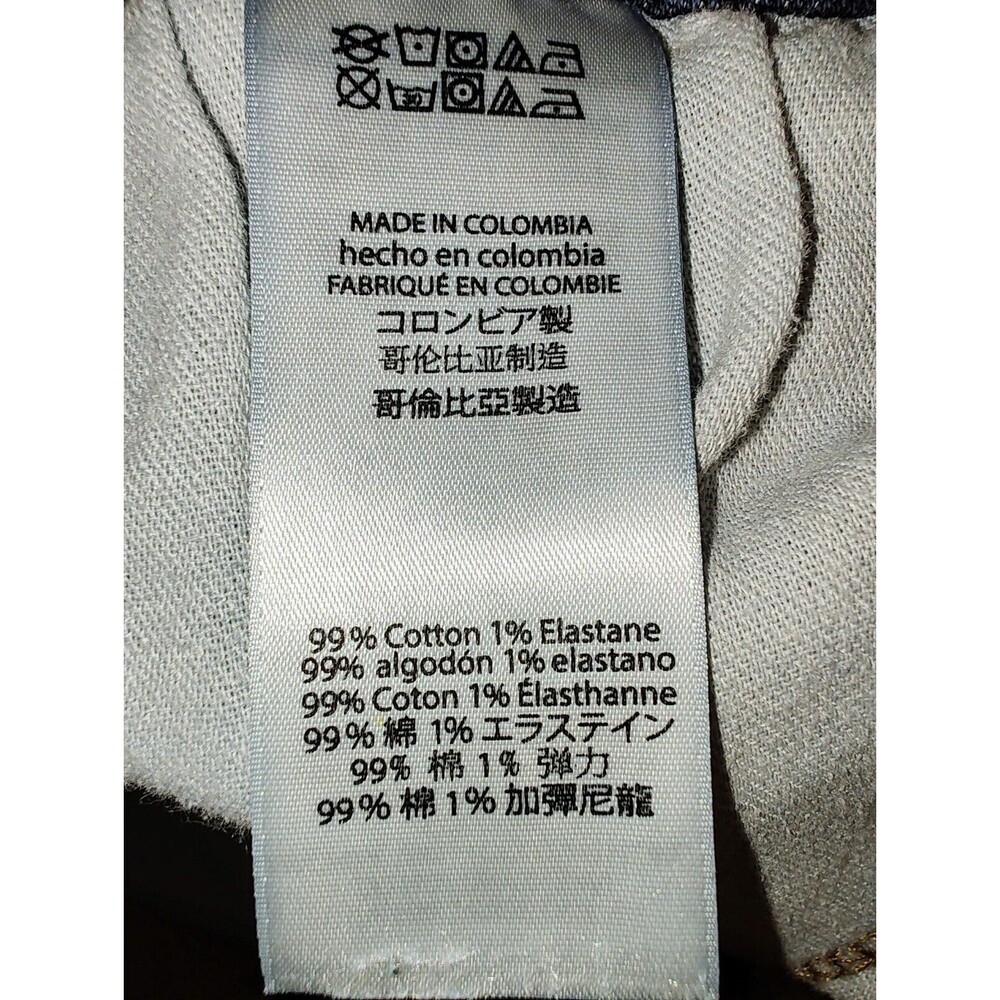 30
MADE IN COLOMBIA
hecho en colombia
FABRIQUÉ EN COLOMBIE
コロンビア製
哥伦比亚制造
哥倫比亞製造
99% Cotton 1% Elastane
99% algodón 1% elastano
99% Coton 1% Élasthanne
99% 綿 1% エラステイン
99% 棉 1% 弹力
99% 棉 1% 加彈尼龍